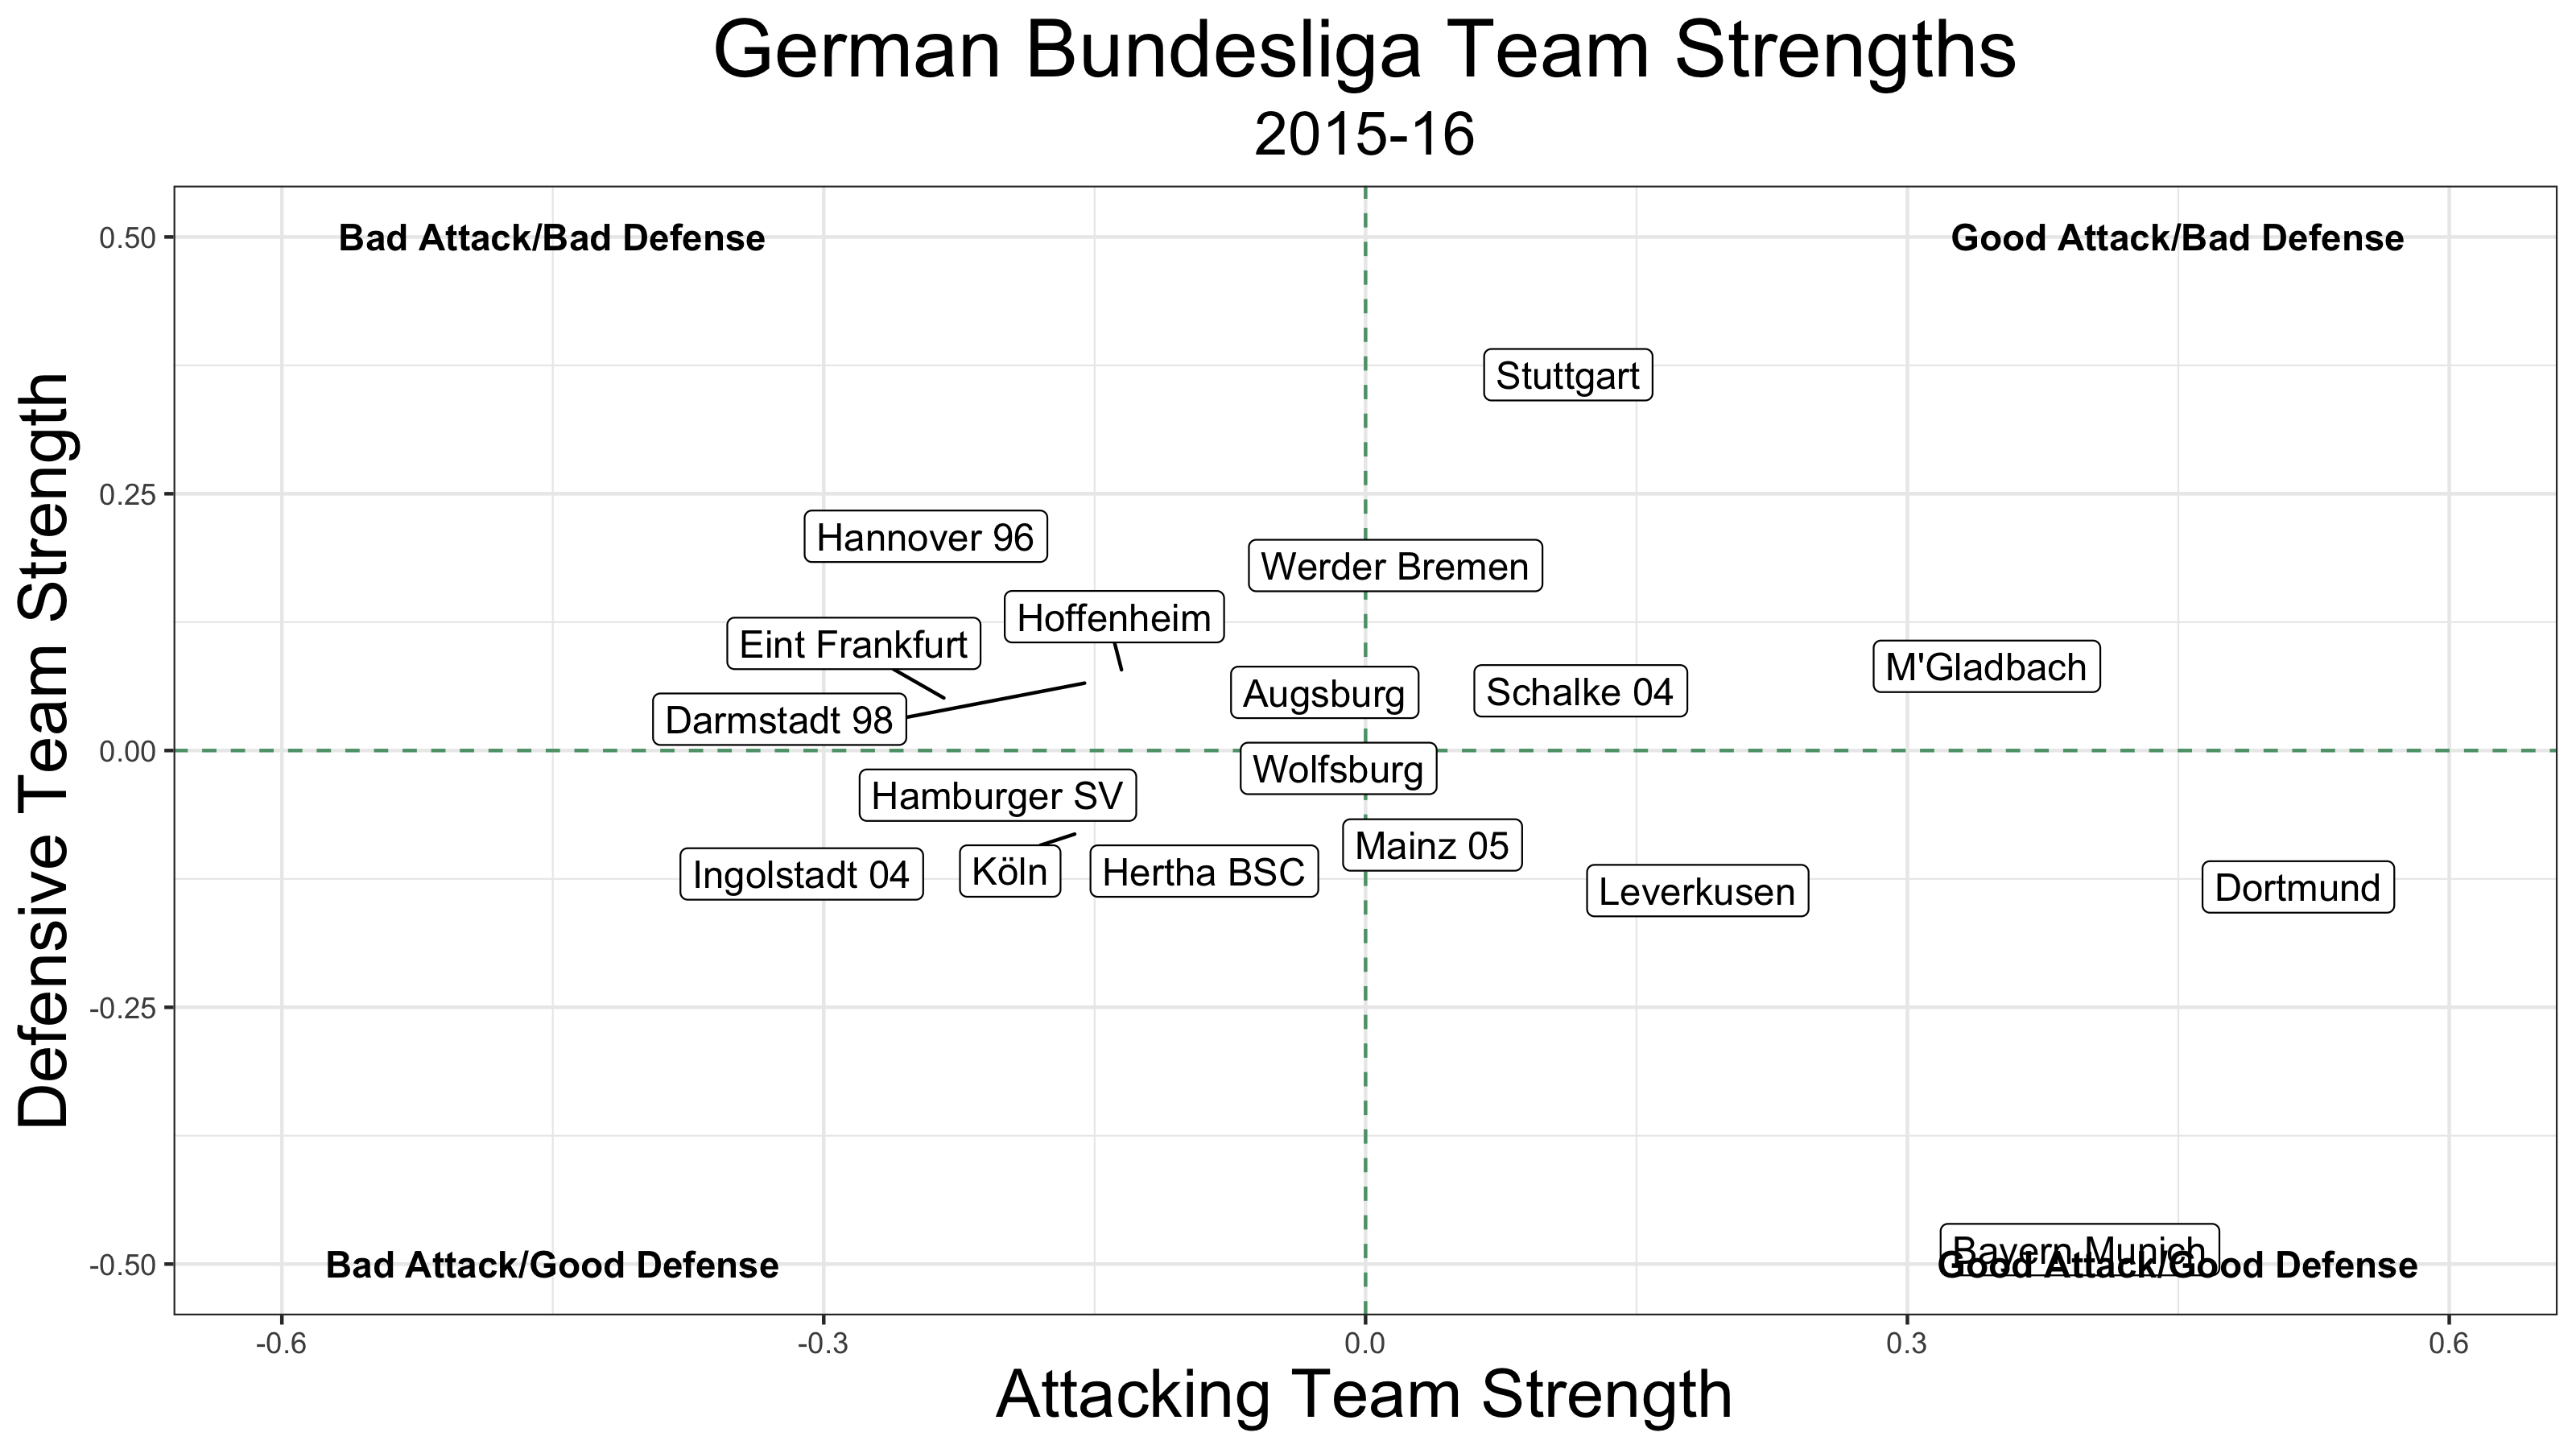 German Bundesliga Team Strengths
2015-16
Defensive Team Strength
0.50
0.25
0.00
-0.25
-0.50
Bad Attack/Bad Defense
Good Attack/Bad Defense
Stuttgart
Hannover 96
Werder Bremen
Hoffenheim
Eint Frankfurt
M'Gladbach
Augsburg
Schalke 04
Darmstadt 98
Wolfsburg
Hamburger SV
Mainz 05
Ingolstadt 04
Köln
Hertha BSC
Leverkusen
Dortmund
Bayern Munich
Bad Attack/Good Defense
Good Attack/Good Defense
-0.6
-0.3
0.0
0.3
0.6
Attacking Team Strength